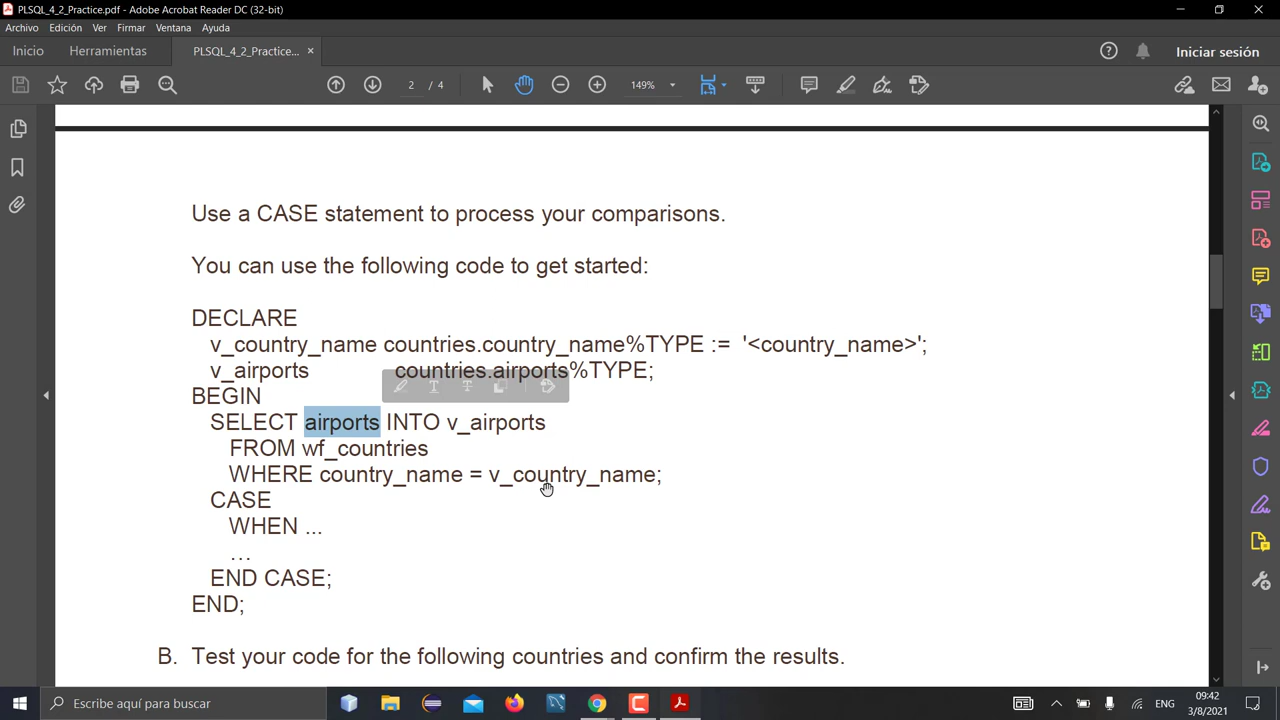 PLSQL_4_2_Practice.pdf - Adobe Acrobat Reader DC (32-bit)
Archivo Edición Ver Firmar Ventana Ayuda
Inicio Herramientas PLSQL_4_2_Practice... × Iniciar sesión
2 / 4 149%
Use a CASE statement to process your comparisons.
You can use the following code to get started:
DECLARE
v_country_name countries.country_name%TYPE := '<country_name>';
v_airports countries.airports%TYPE;
BEGIN
SELECT airports INTO v_airports
FROM wf_countries
WHERE country_name = v_country_name;
CASE
WHEN ...
...
END CASE;
END;
B. Test your code for the following countries and confirm the results.
Escribe aquí para buscar
ENG
09:42
3/8/2021